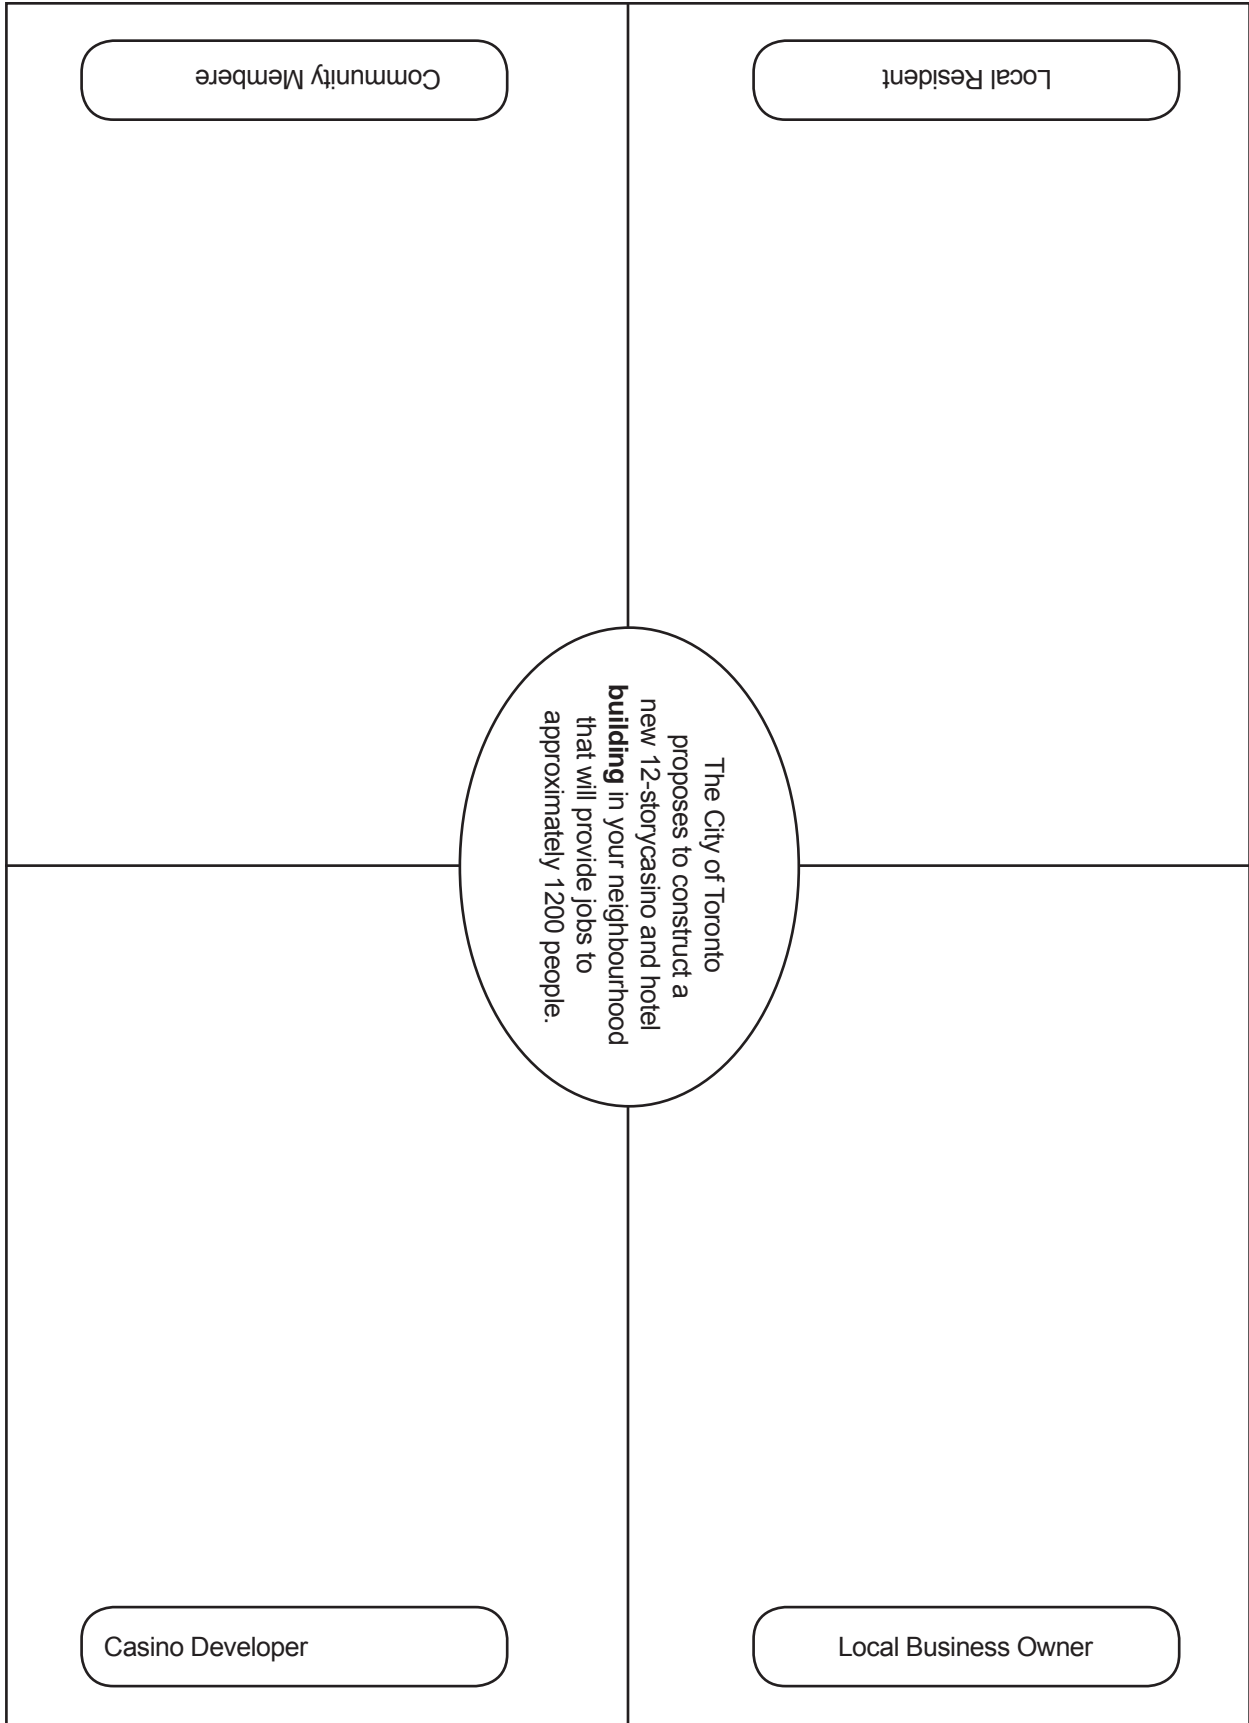 Community Membere
Local Resident
The City of Toronto
proposes to construct a
new 12-storycasino and hotel
building in your neighbourhood
that will provide jobs to
approximately 1200 people.
Casino Developer
Local Business Owner